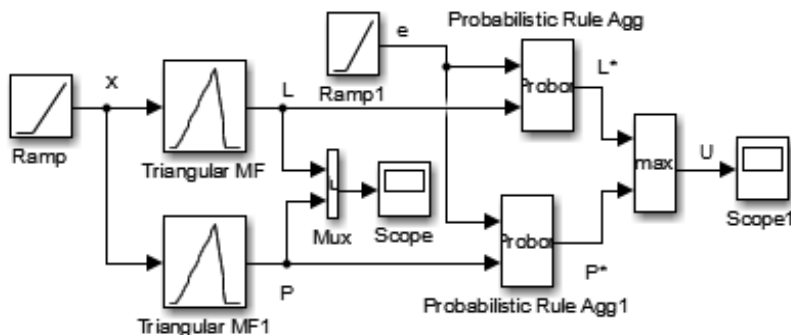 Probabilistic Rule Agg
e
Probor
L*
x
L
Ramp1
Ramp
Triangular MF
max
U
Mux
Scope
Probor
Scope1
P
P*
Triangular MF1
Probabilistic Rule Agg1